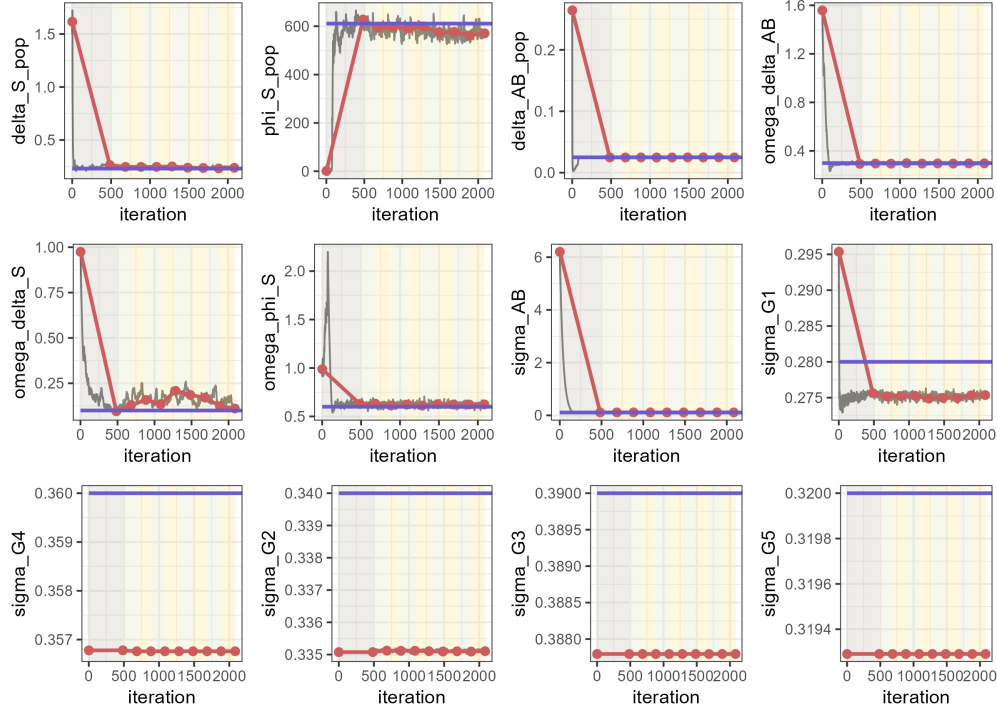 delta_S_pop
1.5
1.0
0.5
0 500 1000 1500 2000
iteration
phi_S_pop
600
400
200
0
0 500 1000 1500 2000
iteration
delta_AB_pop
0.2
0.1
0.0
0 500 1000 1500 2000
iteration
omega_delta_AB
1.6
1.2
0.8
0.4
0 500 1000 1500 2000
iteration
omega_delta_S
1.00
0.75
0.50
0.25
0 500 1000 1500 2000
iteration
omega_phi_S
2.0
1.5
1.0
0.5
0 500 1000 1500 2000
iteration
sigma_AB
6
4
2
0
0 500 1000 1500 2000
iteration
sigma_G1
0.295
0.290
0.285
0.280
0.275
0 500 1000 1500 2000
iteration
sigma_G4
0.360
0.359
0.358
0.357
0 500 1000 1500 2000
iteration
sigma_G2
0.340
0.339
0.338
0.337
0.336
0.335
0 500 1000 1500 2000
iteration
sigma_G3
0.3900
0.3895
0.3890
0.3885
0.3880
0 500 1000 1500 2000
iteration
sigma_G5
0.3200
0.3198
0.3196
0.3194
0 500 1000 1500 2000
iteration